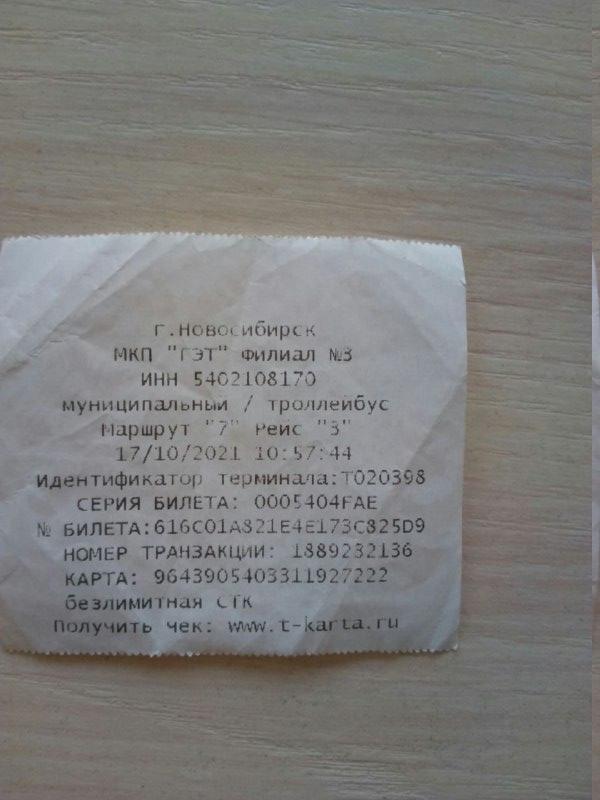 г.Новосибирск
МКП "ГЭТ" Филиал №3
ИНН 5402108170
муниципальный / троллейбус
Маршрут "7" Рейс "3"
17/10/2021 10:57:44
Идентификатор терминала:Т020398
СЕРИЯ БИЛЕТА: 0005404FAE
№ БИЛЕТА:616C01A821E4E173C825D9
НОМЕР ТРАНЗАКЦИИ: 1889232136
КАРТА: 9643905403311927222
безлимитная СТК
Получить чек: www.t-karta.ru